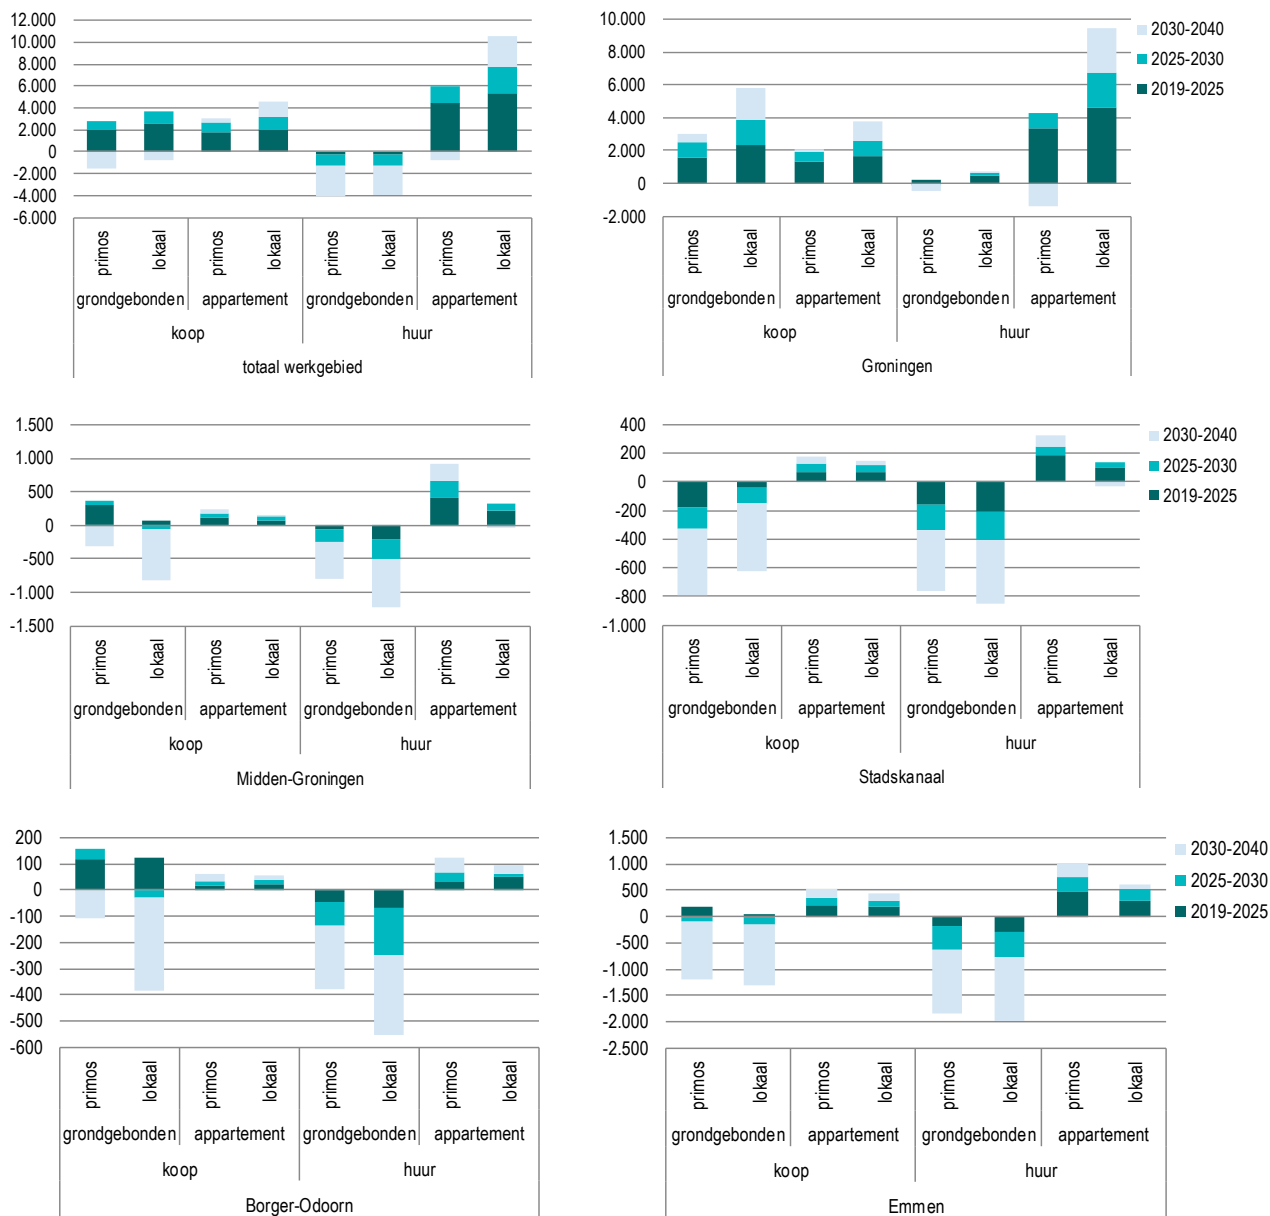 12.000
10.000
8.000
6.000
4.000
2.000
0
-2.000
-4.000
-6.000
primos lokaal primos lokaal primos lokaal primos lokaal
grondgebonden appartement grondgebonden appartement
koop huur
totaal werkgebied
10.000
8.000
6.000
4.000
2.000
0
-2.000
primos lokaal primos lokaal primos lokaal primos lokaal
grondgebonden appartement grondgebonden appartement
koop huur
Groningen
2030-2040
2025-2030
2019-2025
1.500
1.000
500
0
-500
-1.000
-1.500
primos lokaal primos lokaal primos lokaal primos lokaal
grondgebonden appartement grondgebonden appartement
koop huur
Midden-Groningen
400
200
0
-200
-400
-600
-800
-1.000
primos lokaal primos lokaal primos lokaal primos lokaal
grondgebonden appartement grondgebonden appartement
koop huur
Stadskanaal
2030-2040
2025-2030
2019-2025
200
100
0
-100
-200
-300
-400
-500
-600
primos lokaal primos lokaal primos lokaal primos lokaal
grondgebonden appartement grondgebonden appartement
koop huur
Borger-Odoorn
1.500
1.000
500
0
-500
-1.000
-1.500
-2.000
-2.500
primos lokaal primos lokaal primos lokaal primos lokaal
grondgebonden appartement grondgebonden appartement
koop huur
Emmen
2030-2040
2025-2030
2019-2025